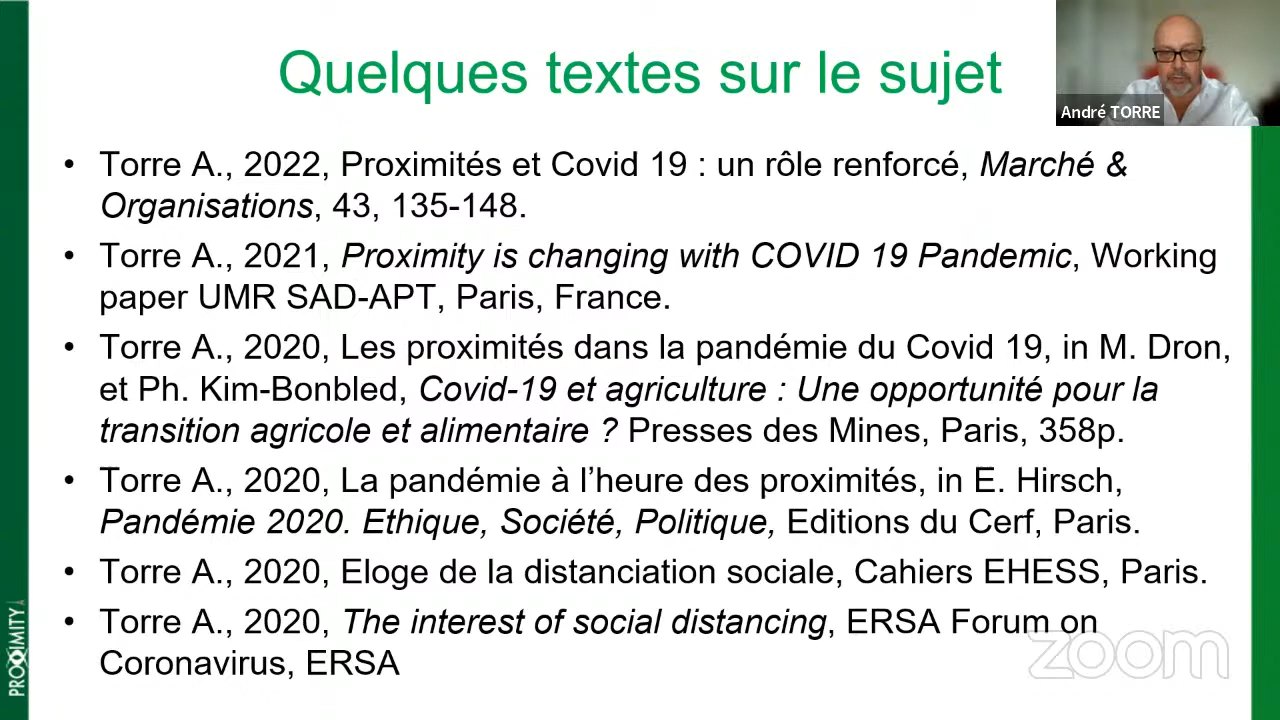 Quelques textes sur le sujet
André TORRE
• Torre A., 2022, Proximités et Covid 19 : un rôle renforcé, Marché &
Organisations, 43, 135-148.
• Torre A., 2021, Proximity is changing with COVID 19 Pandemic, Working
paper UMR SAD-APT, Paris, France.
• Torre A., 2020, Les proximités dans la pandémie du Covid 19, in M. Dron,
et Ph. Kim-Bonbled, Covid-19 et agriculture : Une opportunité pour la
transition agricole et alimentaire ? Presses des Mines, Paris, 358p.
• Torre A., 2020, La pandémie à l’heure des proximités, in E. Hirsch,
Pandémie 2020. Ethique, Société, Politique, Editions du Cerf, Paris.
• Torre A., 2020, Eloge de la distanciation sociale, Cahiers EHESS, Paris.
• Torre A., 2020, The interest of social distancing, ERSA Forum on
Coronavirus, ERSA
zoom
PROXIMITY